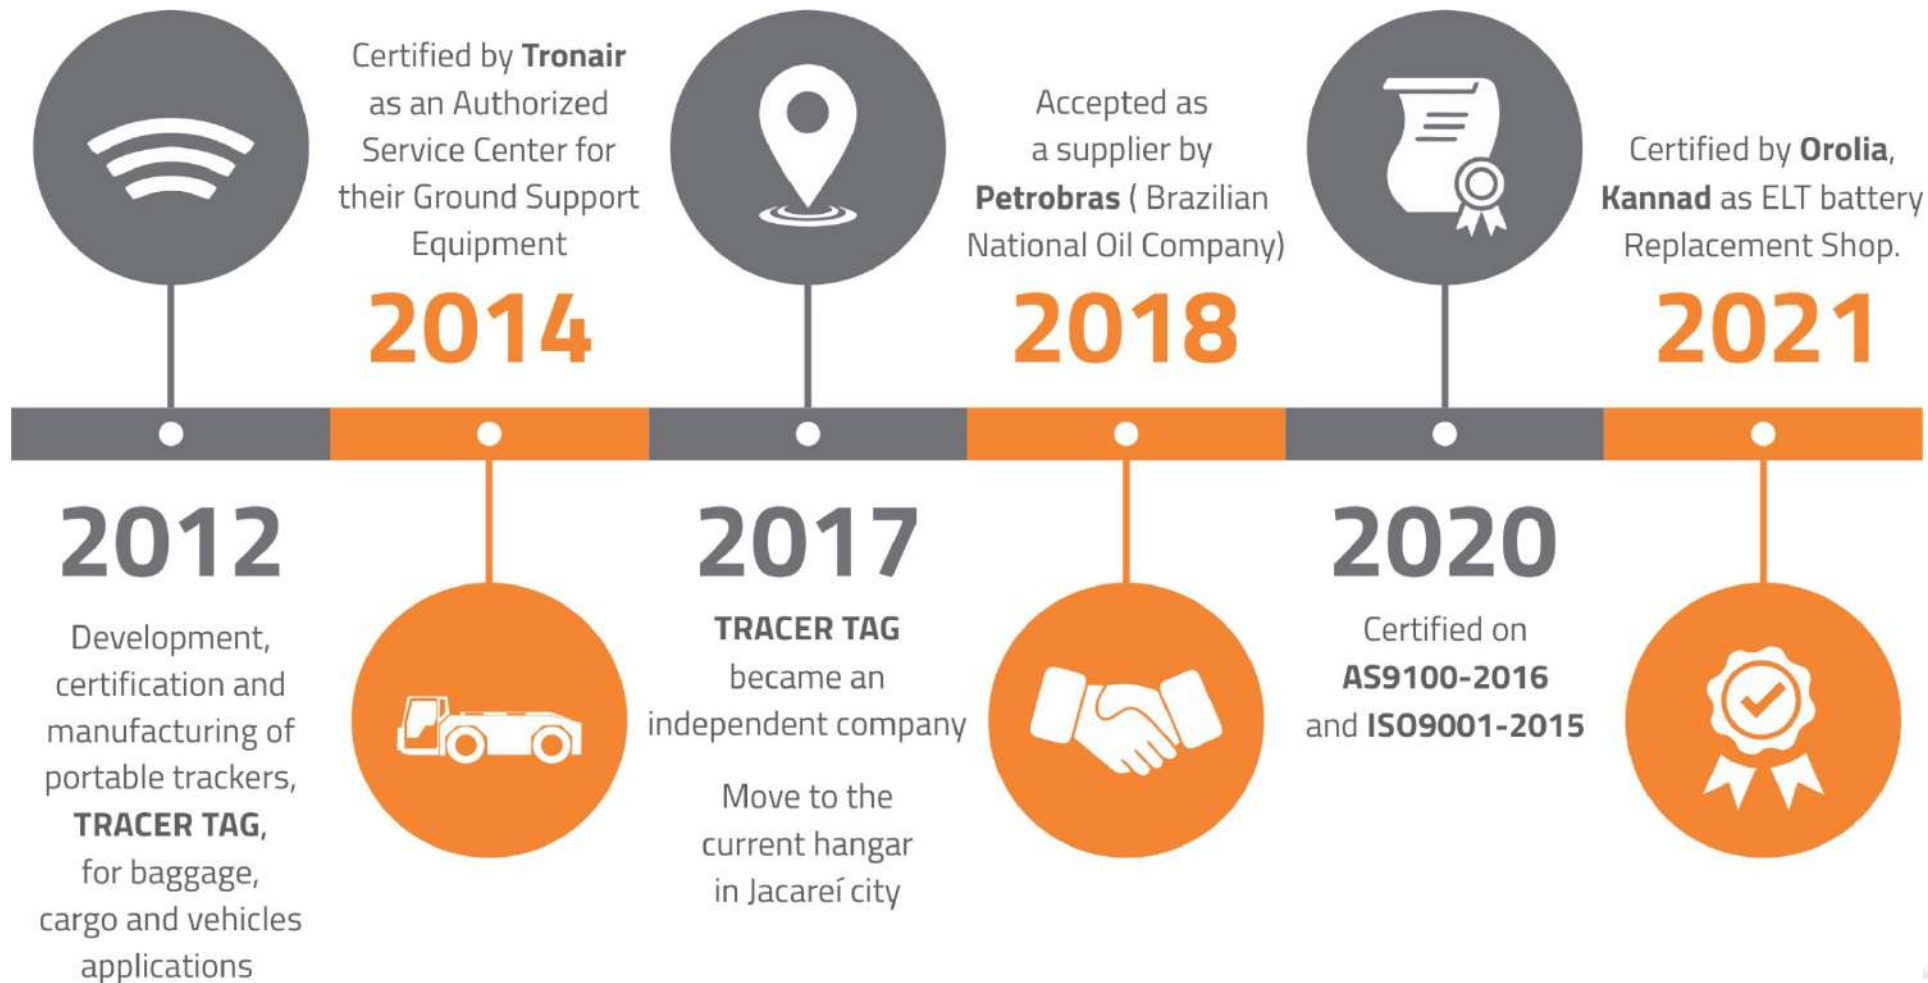 2012
Development,
certification and
manufacturing of
portable trackers,
TRACER TAG,
for baggage,
cargo and vehicles
applications
Certified by Tronair
as an Authorized
Service Center for
their Ground Support
Equipment
2014
2017
TRACER TAG
became an
independent company
Move to the
current hangar
in Jacareí city
Accepted as
a supplier by
Petrobras ( Brazilian
National Oil Company)
2018
2020
Certified on
AS9100-2016
and ISO9001-2015
Certified by Orolia,
Kannad as ELT battery
Replacement Shop.
2021